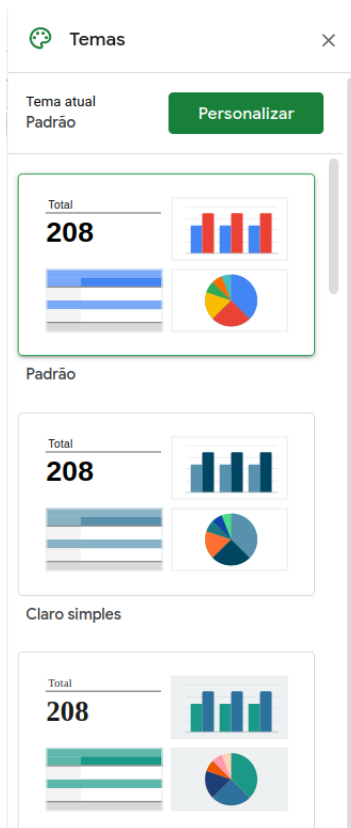 Temas
Tema atual
Padrão
Personalizar
Total
208
Padrão
Total
208
Claro simples
Total
208